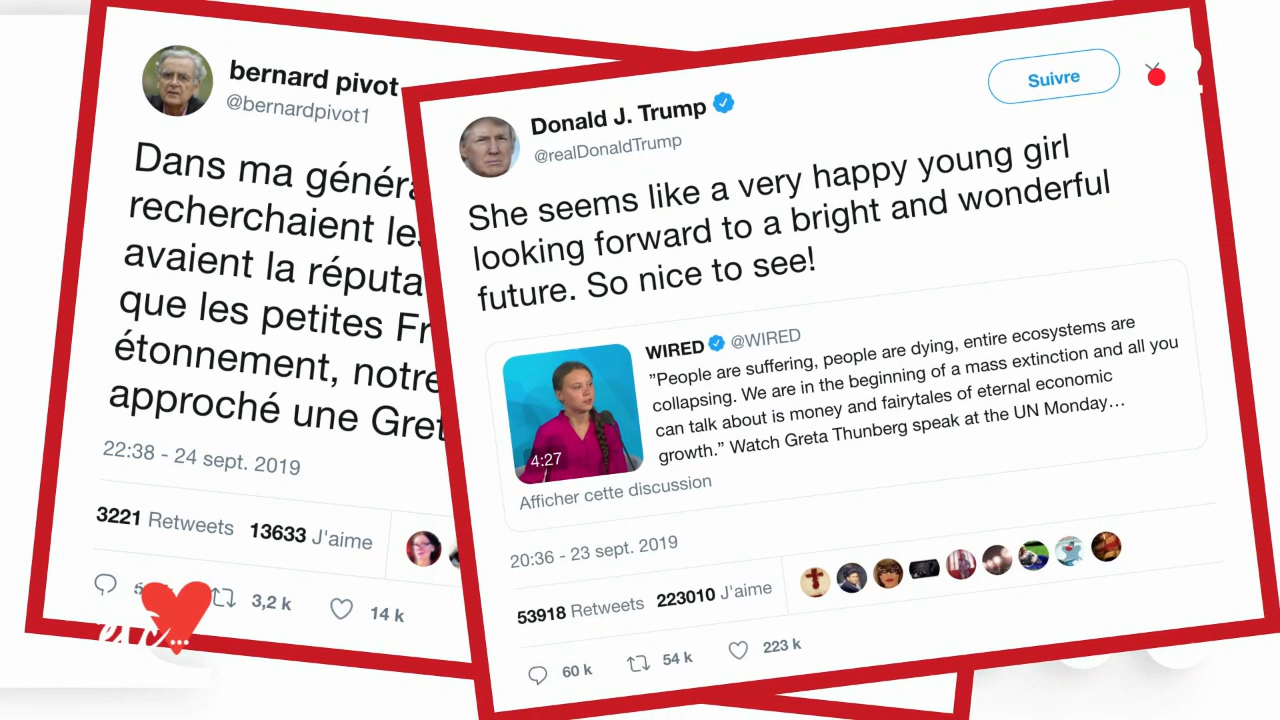 bernard pivot
@bernardpivot1
Dans ma
recherchaient
avaient la
que les petites
étonnement, notre
approché une
22:38 - 24 sept. 2019
3221 Retweets 13633 J'aime
3,2 k 14 k
Donald J. Trump
@realDonaldTrump
Suivre
She seems like a very happy young girl
looking forward to a bright and wonderful
future. So nice to see!
WIRED @WIRED
"People are suffering, people are dying, entire ecosystems are
collapsing. We are in the beginning of a mass extinction and all you
can talk about is money and fairytales of eternal economic
growth." Watch Greta Thunberg speak at the UN Monday…
4:27
Afficher cette discussion
20:36 - 23 sept. 2019
53918 Retweets 223010 J'aime
60 k 54 k 223 k